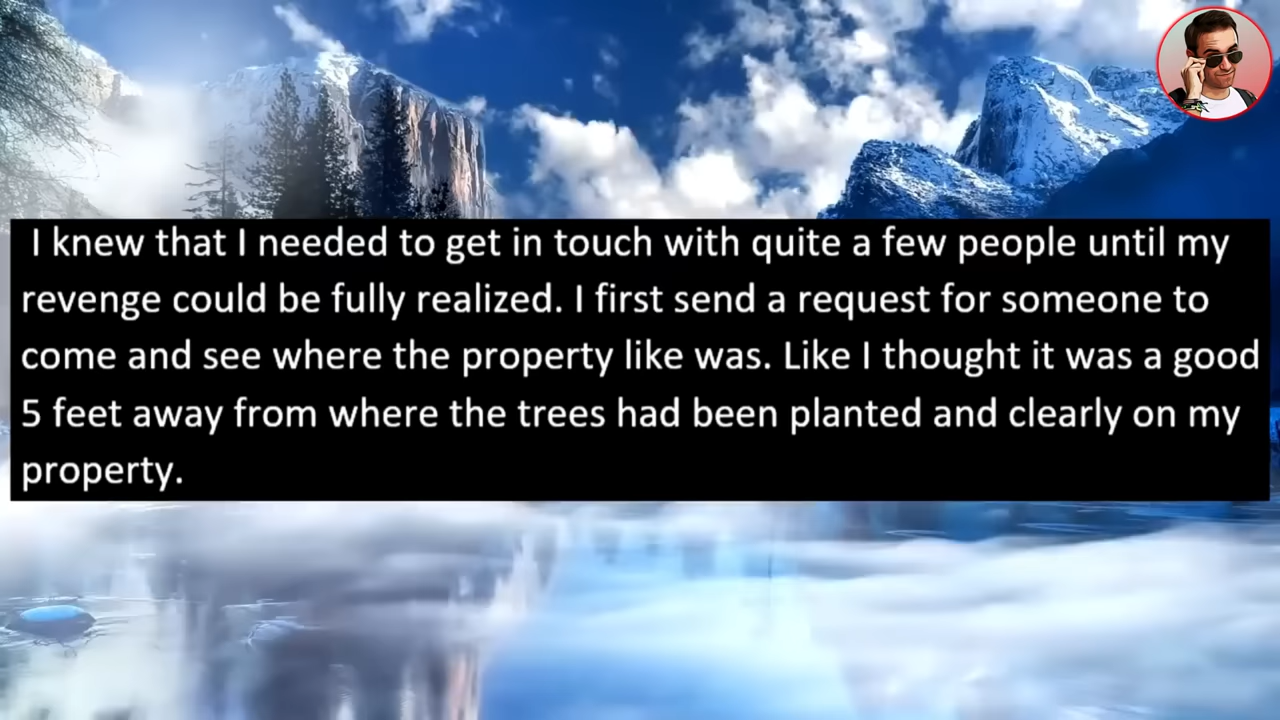 I knew that I needed to get in touch with quite a few people until my
revenge could be fully realized. I first send a request for someone to
come and see where the property like was. Like I thought it was a good
5 feet away from where the trees had been planted and clearly on my
property.